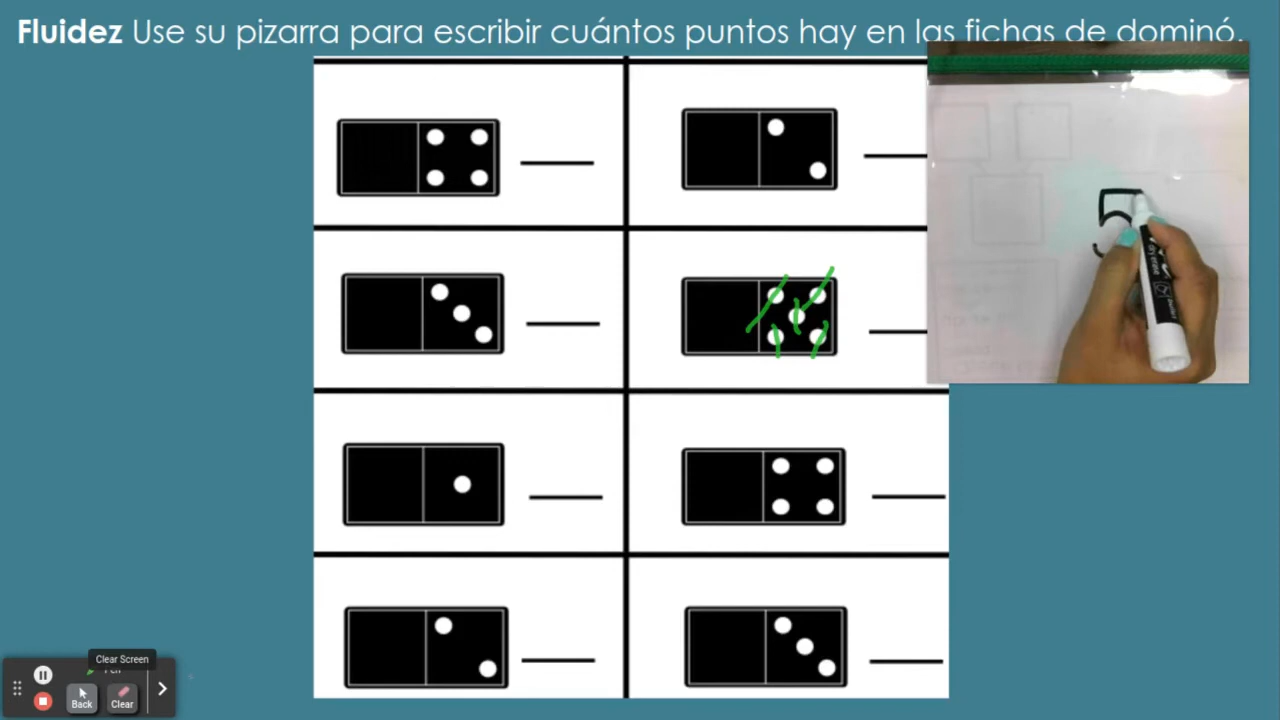 Fluidez Use su pizarra para escribir cuántos puntos hay en las fichas de dominó.
5
Clear Screen
Back
Clear